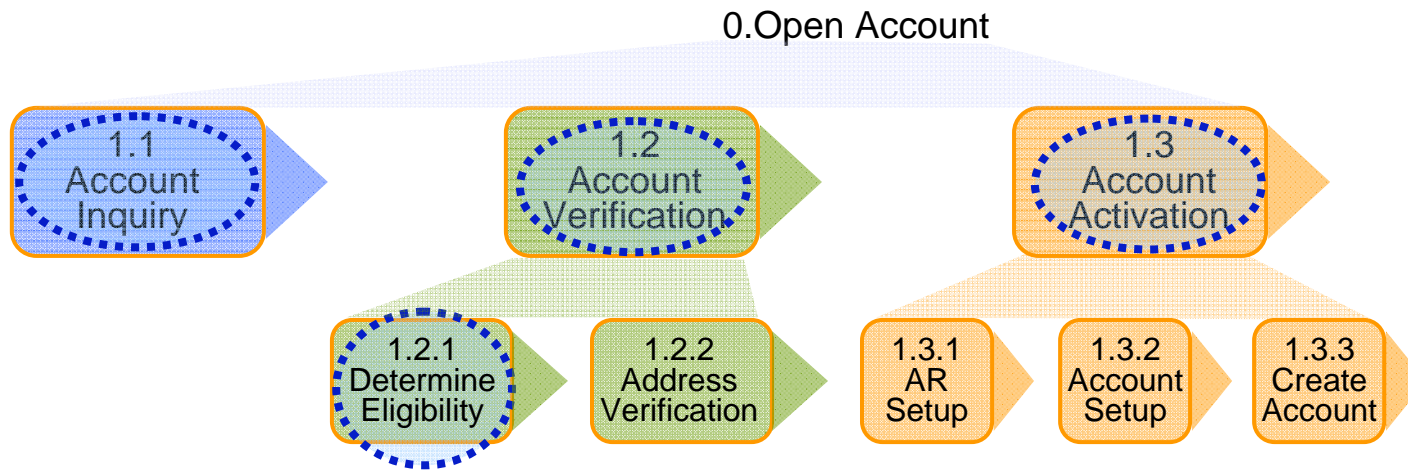 0.Open Account
1.1
Account
Inquiry
1.2
Account
Verification
1.3
Account
Activation
1.2.1
Determine
Eligibility
1.2.2
Address
Verification
1.3.1
AR
Setup
1.3.2
Account
Setup
1.3.3
Create
Account